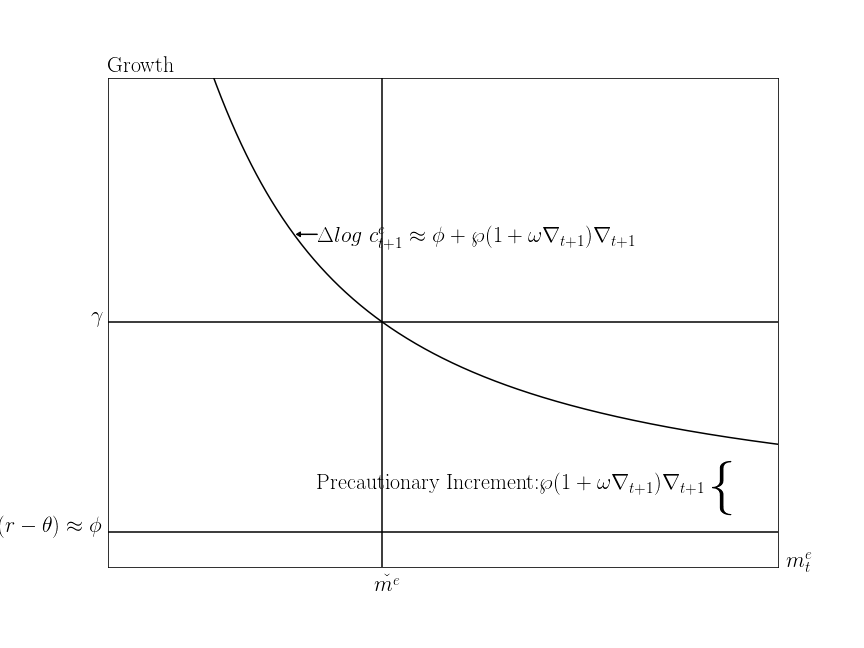 Growth
Δlog c^e_{t+1} ≈ ϕ + ℘(1 + ω∇_{t+1})∇_{t+1}
γ
Precautionary Increment:℘(1 + ω∇_{t+1})∇_{t+1} {
(r − θ) ≈ ϕ
m^e_t
m̌^e